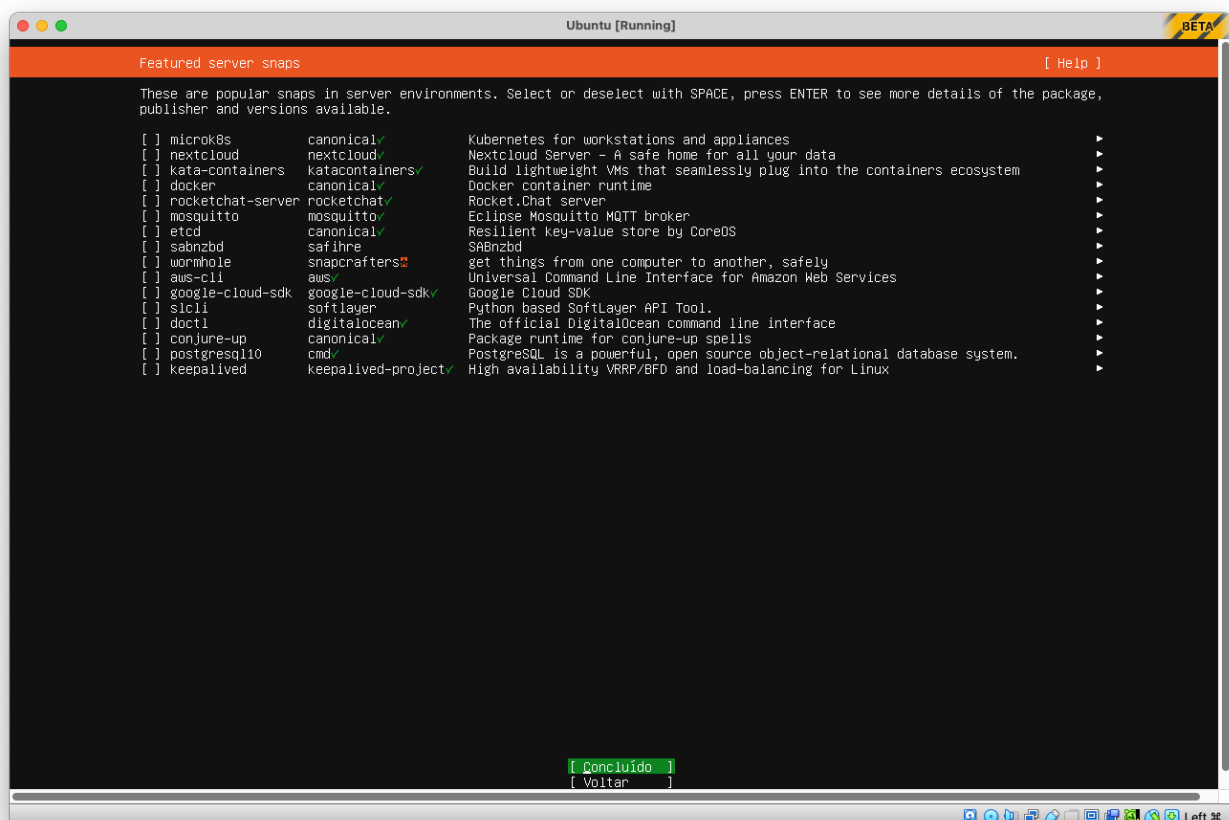 Ubuntu [Running]
BETA
Featured server snaps [ Help ]
These are popular snaps in server environments. Select or deselect with SPACE, press ENTER to see more details of the package,
publisher and versions available.
[ ] microk8s canonical✓ Kubernetes for workstations and appliances ▸
[ ] nextcloud nextcloud✓ Nextcloud Server - A safe home for all your data ▸
[ ] kata-containers katacontainers✓ Build lightweight VMs that seamlessly plug into the containers ecosystem ▸
[ ] docker canonical✓ Docker container runtime ▸
[ ] rocketchat-server rocketchat✓ Rocket.Chat server ▸
[ ] mosquitto mosquitto✓ Eclipse Mosquitto MQTT broker ▸
[ ] etcd canonical✓ Resilient key-value store by CoreOS ▸
[ ] sabnzbd safihre SABnzbd ▸
[ ] wormhole snapcrafters get things from one computer to another, safely ▸
[ ] aws-cli aws✓ Universal Command Line Interface for Amazon Web Services ▸
[ ] google-cloud-sdk google-cloud-sdk✓ Google Cloud SDK ▸
[ ] slcli softlayer Python based SoftLayer API Tool. ▸
[ ] doctl digitalocean✓ The official DigitalOcean command line interface ▸
[ ] conjure-up canonical✓ Package runtime for conjure-up spells ▸
[ ] postgresql10 cmd✓ PostgreSQL is a powerful, open source object-relational database system. ▸
[ ] keepalived keepalived-project✓ High availability VRRP/BFD and load-balancing for Linux ▸
[ Concluído ]
[ Voltar ]
Left ⌘